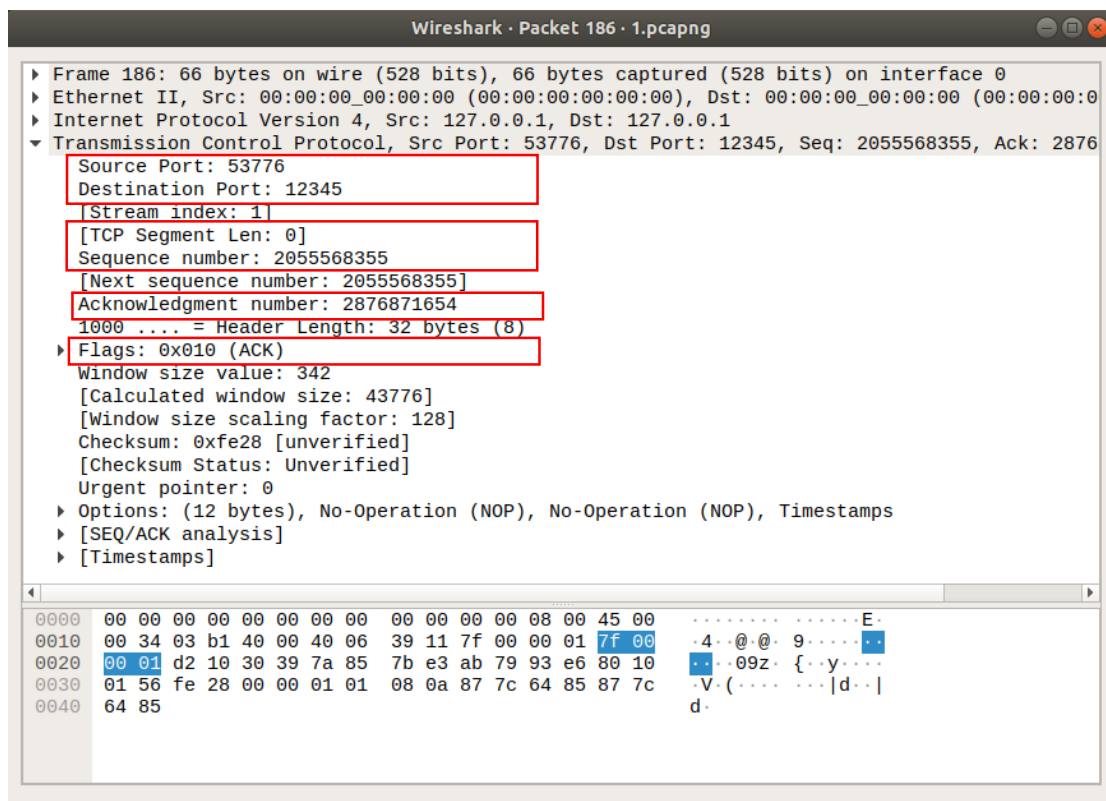 Wireshark · Packet 186 · 1.pcapng
Frame 186: 66 bytes on wire (528 bits), 66 bytes captured (528 bits) on interface 0
Ethernet II, Src: 00:00:00_00:00:00 (00:00:00:00:00:00), Dst: 00:00:00_00:00:00 (00:00:00:0
Internet Protocol Version 4, Src: 127.0.0.1, Dst: 127.0.0.1
Transmission Control Protocol, Src Port: 53776, Dst Port: 12345, Seq: 2055568355, Ack: 2876
Source Port: 53776
Destination Port: 12345
[Stream index: 1]
[TCP Segment Len: 0]
Sequence number: 2055568355
[Next sequence number: 2055568355]
Acknowledgment number: 2876871654
1000 .... = Header Length: 32 bytes (8)
Flags: 0x010 (ACK)
Window size value: 342
[Calculated window size: 43776]
[Window size scaling factor: 128]
Checksum: 0xfe28 [unverified]
[Checksum Status: Unverified]
Urgent pointer: 0
Options: (12 bytes), No-Operation (NOP), No-Operation (NOP), Timestamps
[SEQ/ACK analysis]
[Timestamps]
0000 00 00 00 00 00 00 00 00 00 00 00 00 08 00 45 00 ········ ······E·
0010 00 34 03 b1 40 00 40 06 39 11 7f 00 00 01 7f 00 ·4··@·@· 9·······
0020 00 01 d2 10 30 39 7a 85 7b e3 ab 79 93 e6 80 10 ····09z· {··y····
0030 01 56 fe 28 00 00 01 01 08 0a 87 7c 64 85 87 7c ·V·(···· ···|d··|
0040 64 85 d·